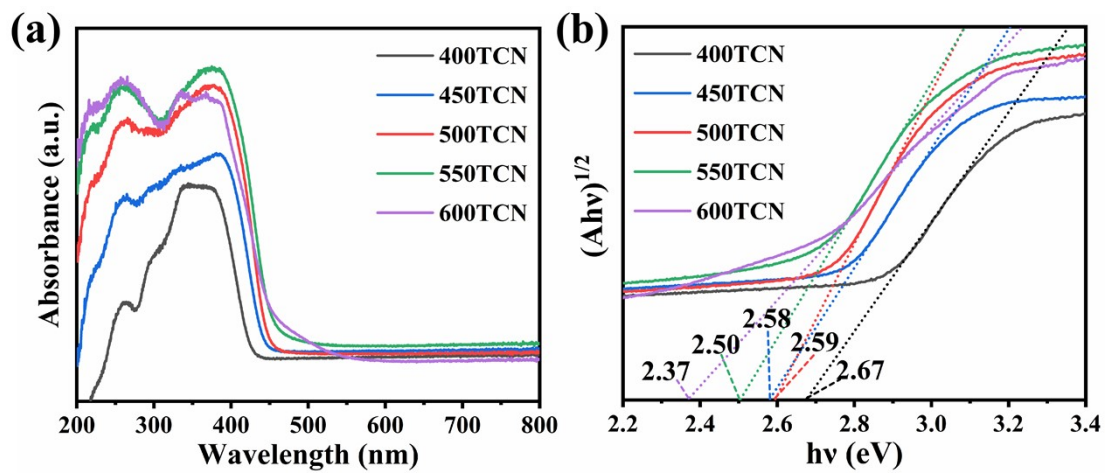 (a)
400TCN
450TCN
500TCN
550TCN
600TCN
Absorbance (a.u.)
200 300 400 500 600 700 800
Wavelength (nm)
(b)
400TCN
450TCN
500TCN
550TCN
600TCN
(Ahν)1/2
2.37
2.50
2.58
2.59
2.67
2.2 2.4 2.6 2.8 3.0 3.2 3.4
hν (eV)